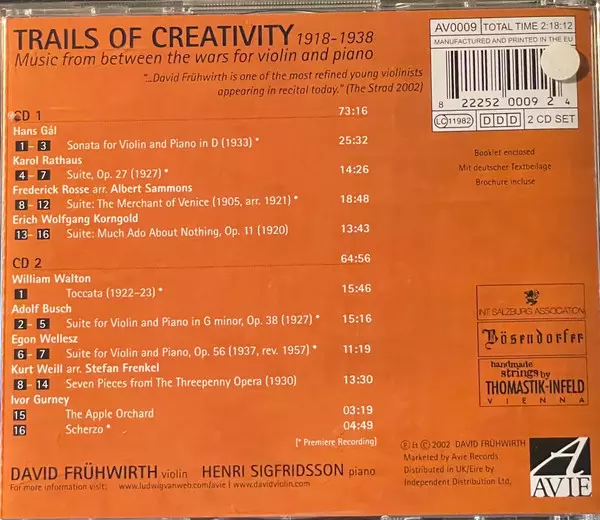 TRAILS OF CREATIVITY 1918-1938
Music from between the wars for violin and piano
"...David Frühwirth is one of the most refined young violinists
appearing in recital today." (The Strad 2002)
AV0009 TOTAL TIME 2:18:12
MANUFACTURED AND PRINTED IN THE EU
8 22252 00092 4
LC11982 DDD 2 CD SET
Booklet enclosed
Mit deutscher Textbeilage
Brochure incluse
CD 1 73:16
Hans Gál
1 - 3 Sonata for Violin and Piano in D (1933) * 25:32
Karol Rathaus
4 - 7 Suite, Op. 27 (1927) * 14:26
Frederick Rosse arr. Albert Sammons
8 - 12 Suite: The Merchant of Venice (1905, arr. 1921) * 18:48
Erich Wolfgang Korngold
13- 16 Suite: Much Ado About Nothing, Op. 11 (1920) 13:43
CD 2 64:56
William Walton
1 Toccata (1922–23) * 15:46
Adolf Busch
2 - 5 Suite for Violin and Piano in G minor, Op. 38 (1927) * 15:16
Egon Wellesz
6 - 7 Suite for Violin and Piano, Op. 56 (1937, rev. 1957) * 11:19
Kurt Weill arr. Stefan Frenkel
8 - 14 Seven Pieces from The Threepenny Opera (1930) 13:30
Ivor Gurney
15 The Apple Orchard 03:19
16 Scherzo * 04:49
[* Premiere Recording]
INT SALZBURG ASSOCIATION
Bösendorfer
handmade
strings by
THOMASTIK-INFELD
VIENNA
DAVID FRÜHWIRTH violin HENRI SIGFRIDSSON piano
For more information visit: www.ludwigvanweb.com/avie I www.davidviolin.com
℗ & © 2002 DAVID FRÜHWIRTH
Marketed by Avie Records
Distributed in UK/Eire by
Independent Distribution Ltd,
A
AVIE